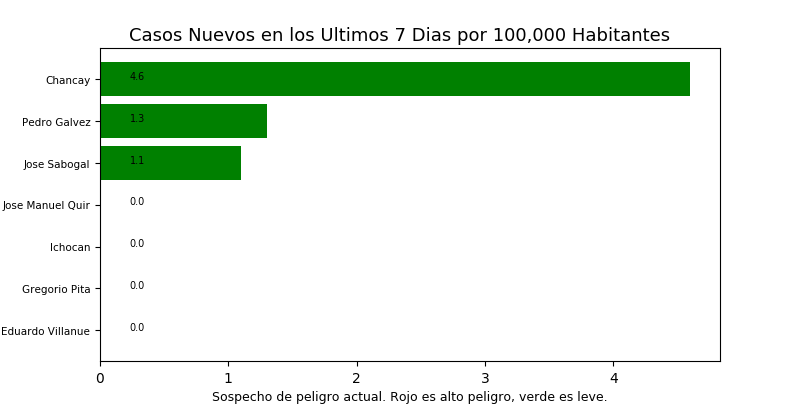 Casos Nuevos en los Ultimos 7 Dias por 100,000 Habitantes
Chancay 4.6
Pedro Galvez 1.3
Jose Sabogal 1.1
Jose Manuel Quir 0.0
Ichocan 0.0
Gregorio Pita 0.0
Eduardo Villanue 0.0
0 1 2 3 4
Sospecho de peligro actual. Rojo es alto peligro, verde es leve.